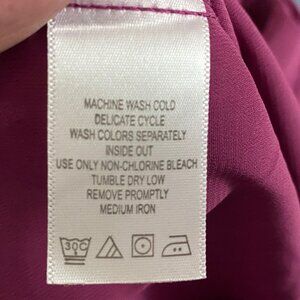 MACHINE WASH COLD
DELICATE CYCLE
WASH COLORS SEPARATELY
INSIDE OUT
USE ONLY NON-CHLORINE BLEACH
TUMBLE DRY LOW
REMOVE PROMPTLY
MEDIUM IRON
30C